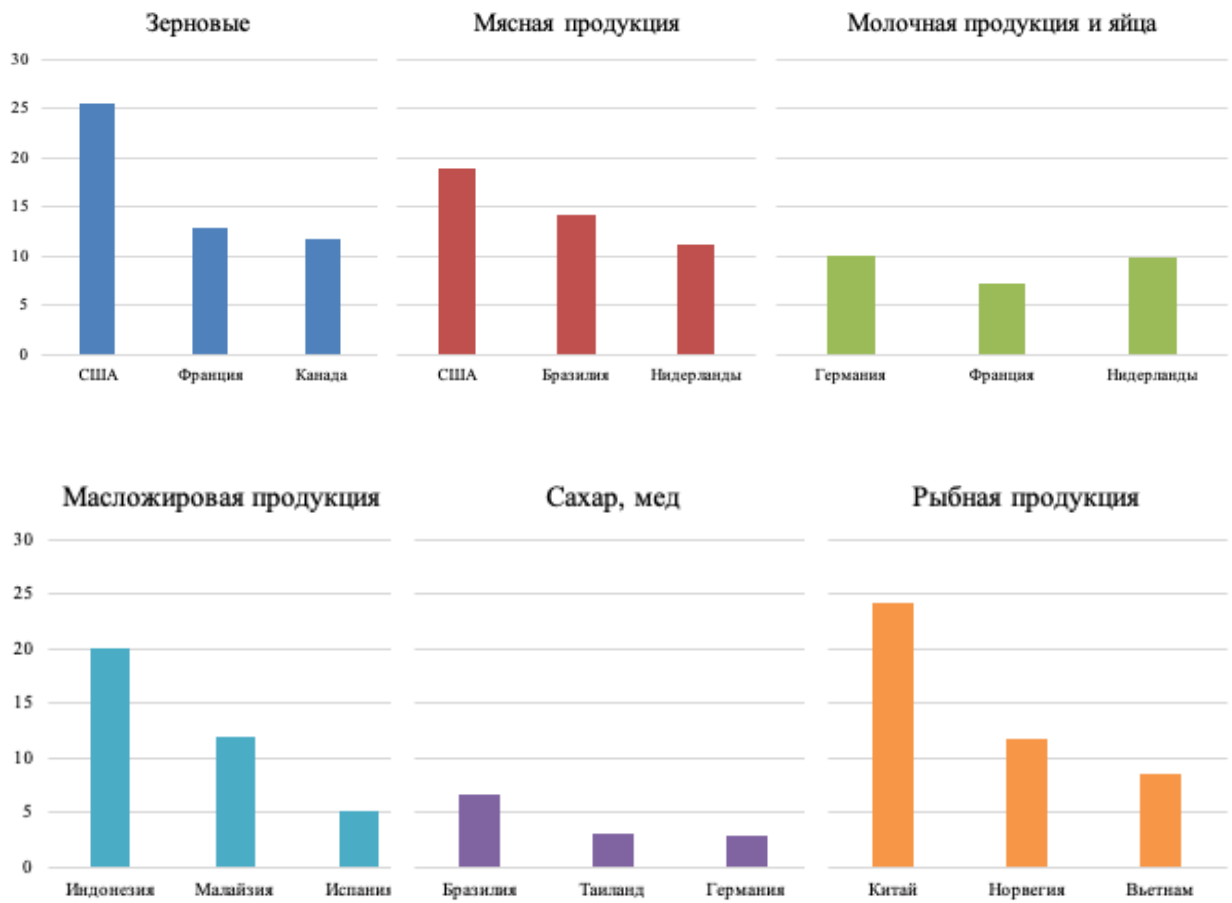 Зерновые
Мясная продукция
Молочная продукция и яйца
30
25
20
15
10
5
0
США Франция Канада
США Бразилия Нидерланды
Германия Франция Нидерланды
Масложировая продукция
Сахар, мед
Рыбная продукция
30
25
20
15
10
5
0
Индонезия Малайзия Испания
Бразилия Таиланд Германия
Китай Норвегия Вьетнам